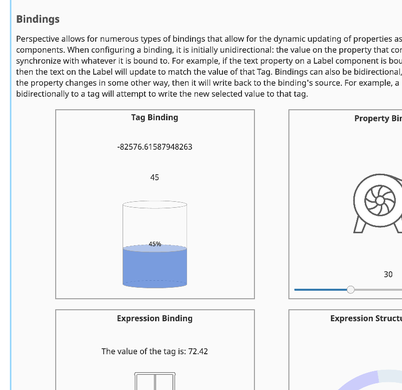 Bindings
Perspective allows for numerous types of bindings that allow for the dynamic updating of properties as
components. When configuring a binding, it is initially unidirectional: the value on the property that con
synchronize with whatever it is bound to. For example, if the text property on a Label component is bou
then the text on the Label will update to match the value of that Tag. Bindings can also be bidirectional,
the property changes in some other way, then it will write back to the binding's source. For example, a
bidirectionally to a tag will attempt to write the new selected value to that tag.
Tag Binding
Property Bin
-82576.61587948263
45
45%
30
Expression Binding
Expression Structu
The value of the tag is: 72.42